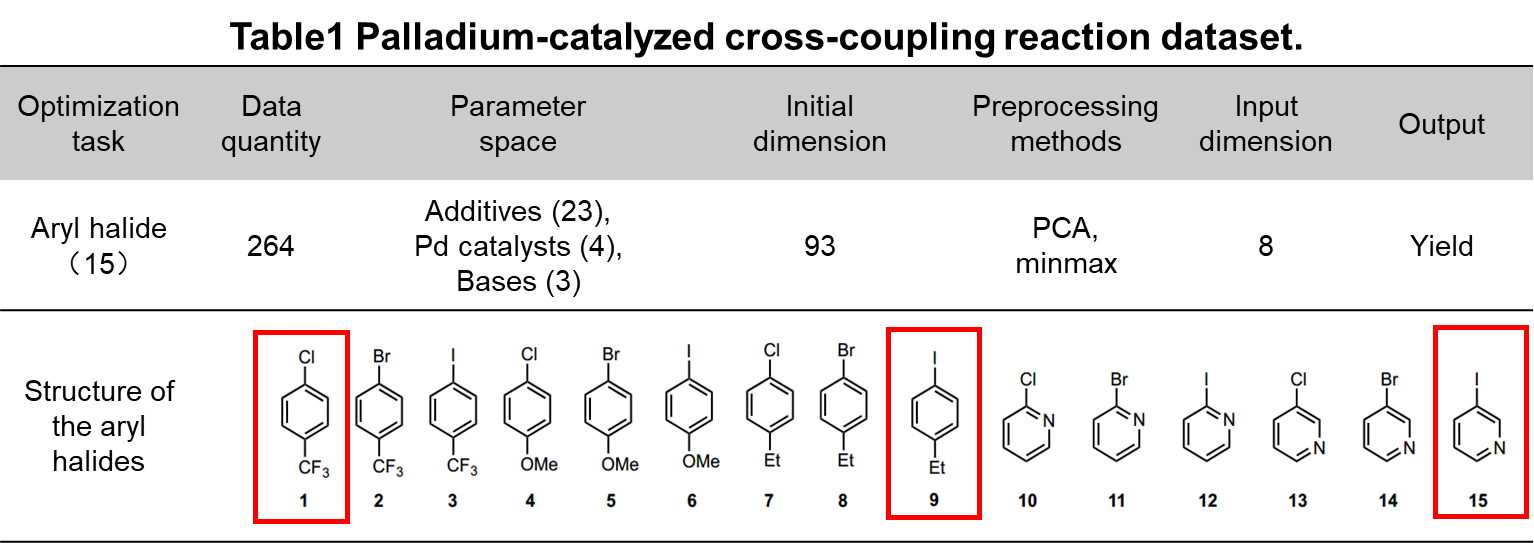 Table1 Palladium-catalyzed cross-coupling reaction dataset.
Optimization task
Data quantity
Parameter space
Initial dimension
Preprocessing methods
Input dimension
Output
Aryl halide
（15）
264
Additives (23),
Pd catalysts (4),
Bases (3)
93
PCA,
minmax
8
Yield
Structure of
the aryl
halides
Cl
CF3
1
Br
CF3
2
I
CF3
3
Cl
OMe
4
Br
OMe
5
I
OMe
6
Cl
Et
7
Br
Et
8
I
Et
9
Cl
N
10
Br
N
11
I
N
12
Cl
N
13
Br
N
14
I
N
15